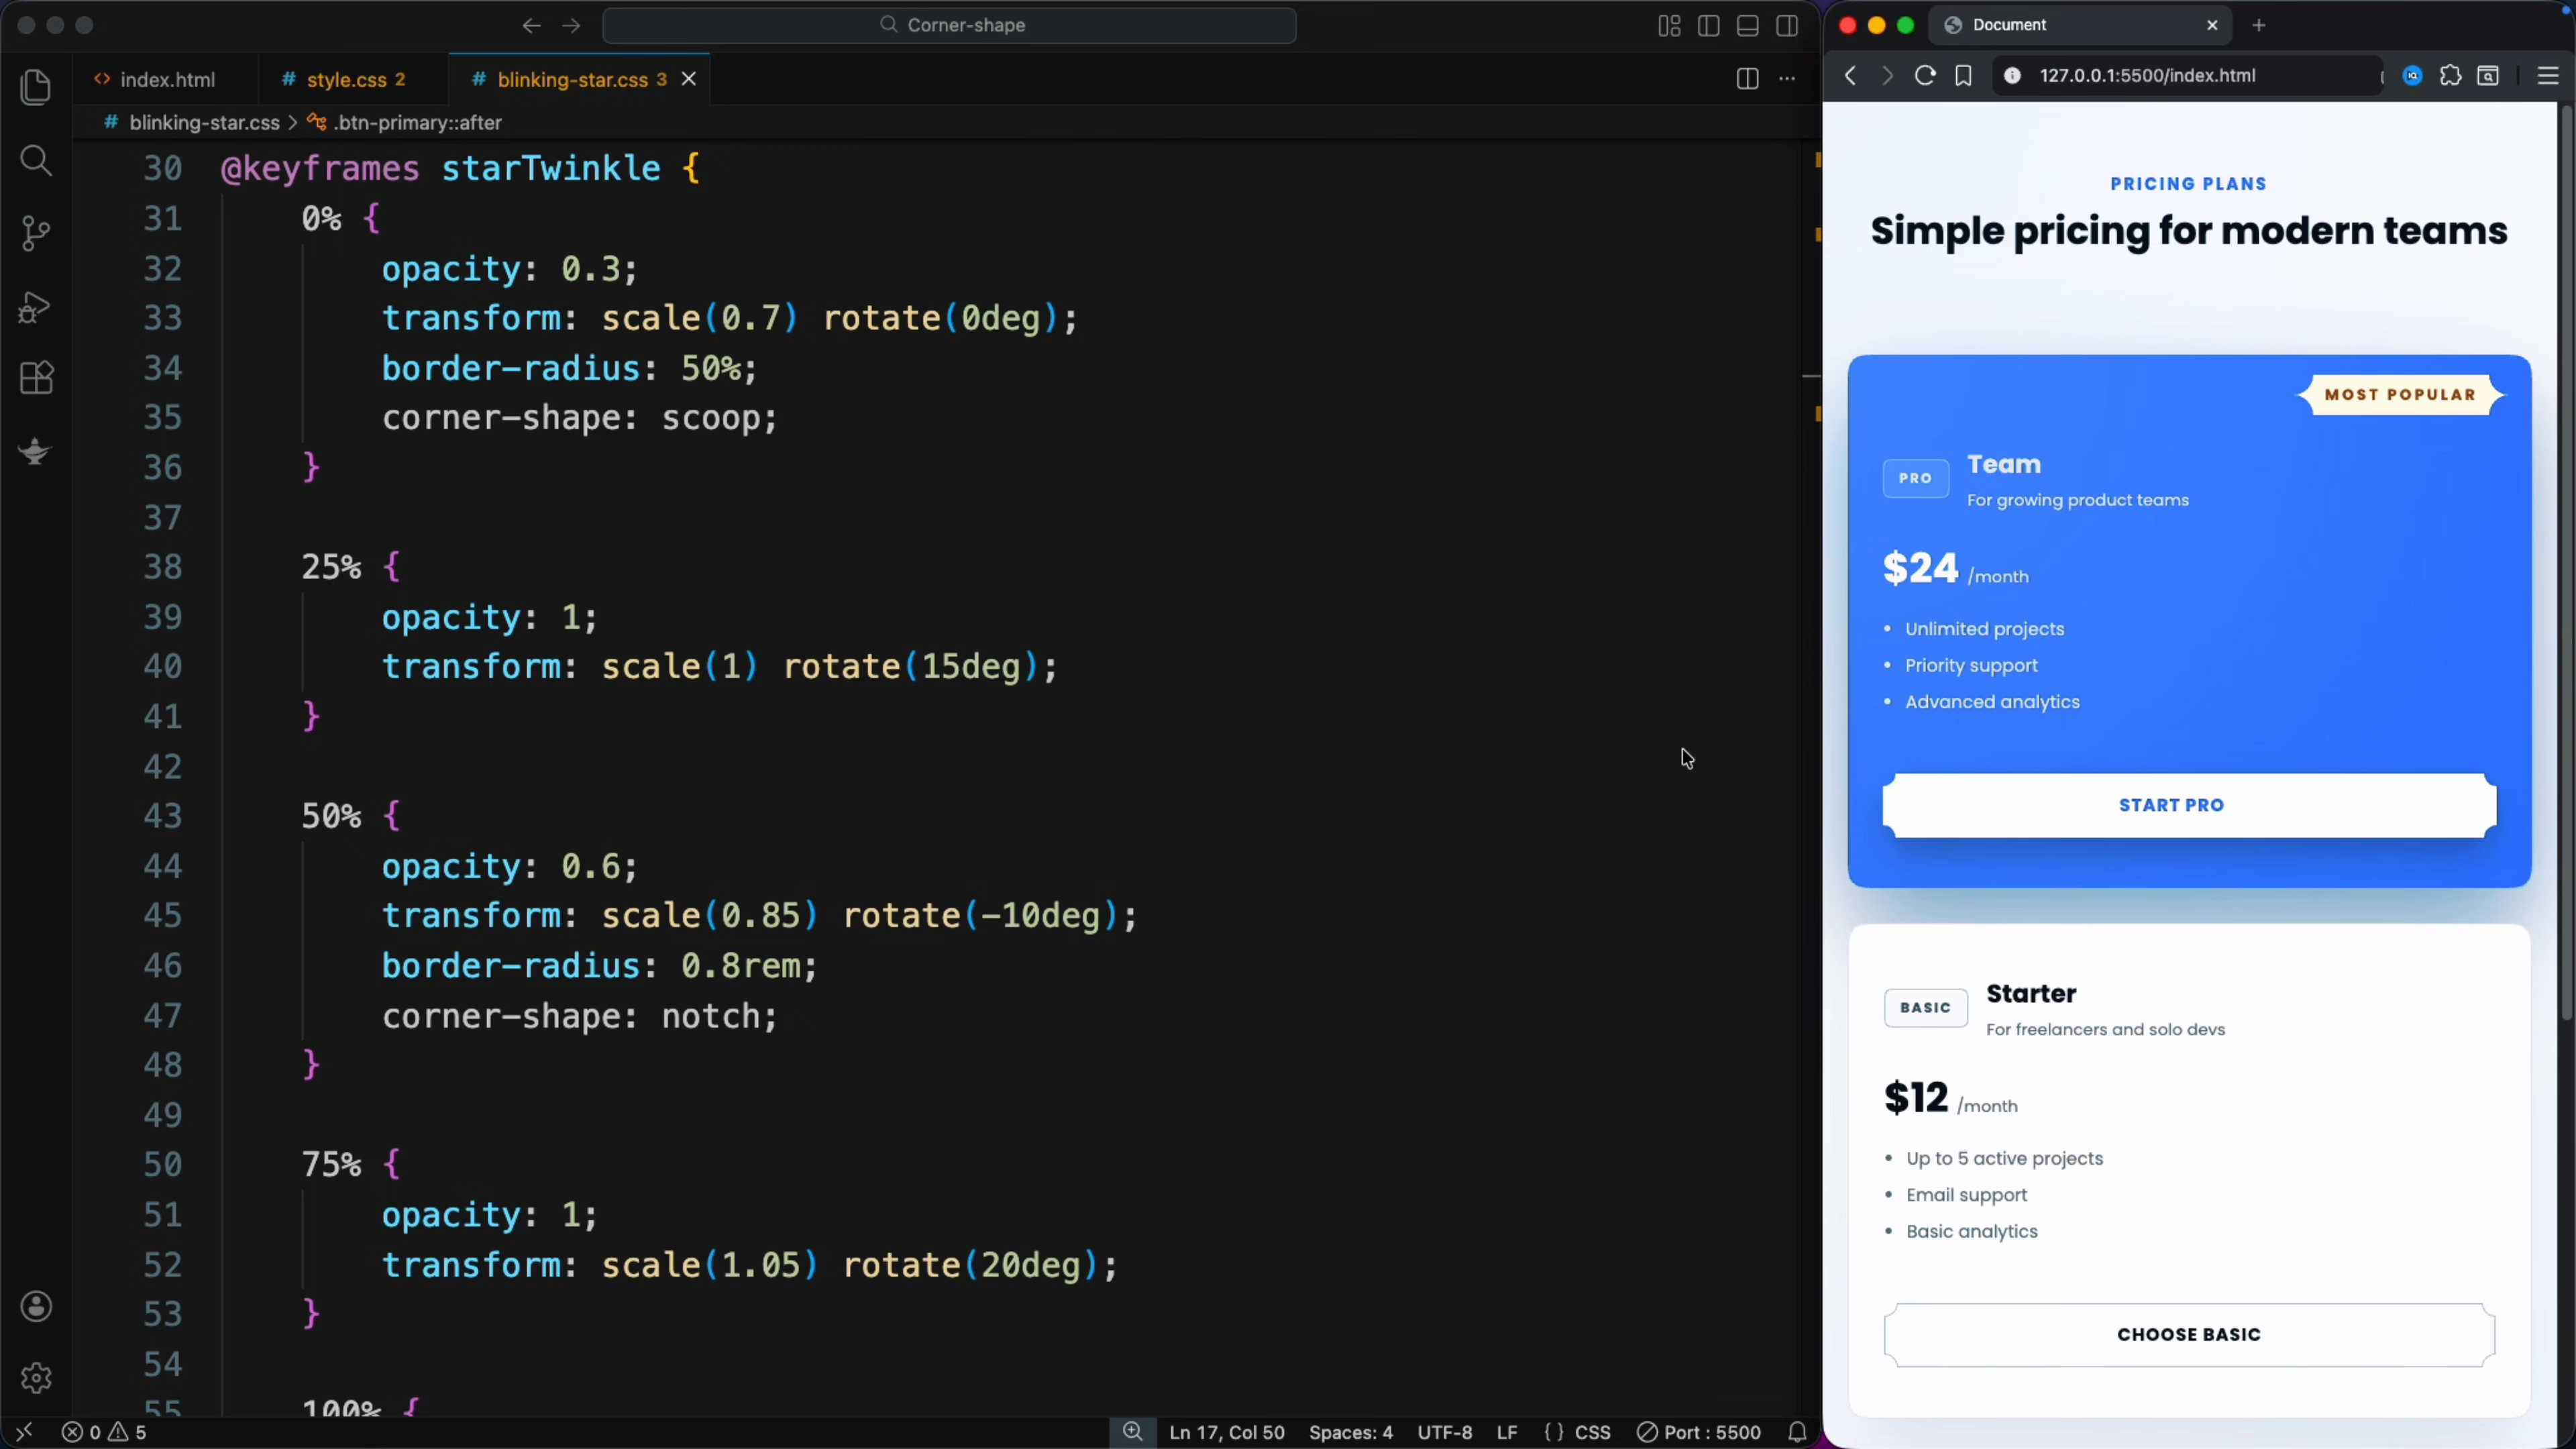 Corner-shape
index.html
# style.css 2
# blinking-star.css 3
# blinking-star.css > .btn-primary::after
30 @keyframes starTwinkle {
31 0% {
32 opacity: 0.3;
33 transform: scale(0.7) rotate(0deg);
34 border-radius: 50%;
35 corner-shape: scoop;
36 }
37
38 25% {
39 opacity: 1;
40 transform: scale(1) rotate(15deg);
41 }
42
43 50% {
44 opacity: 0.6;
45 transform: scale(0.85) rotate(-10deg);
46 border-radius: 0.8rem;
47 corner-shape: notch;
48 }
49
50 75% {
51 opacity: 1;
52 transform: scale(1.05) rotate(20deg);
53 }
54
55 100% {
0 5
Ln 17, Col 50
Spaces: 4
UTF-8
LF
{ } CSS
Port : 5500
Document
127.0.0.1:5500/index.html
PRICING PLANS
Simple pricing for modern teams
MOST POPULAR
PRO
Team
For growing product teams
$24 /month
• Unlimited projects
• Priority support
• Advanced analytics
START PRO
BASIC
Starter
For freelancers and solo devs
$12 /month
• Up to 5 active projects
• Email support
• Basic analytics
CHOOSE BASIC